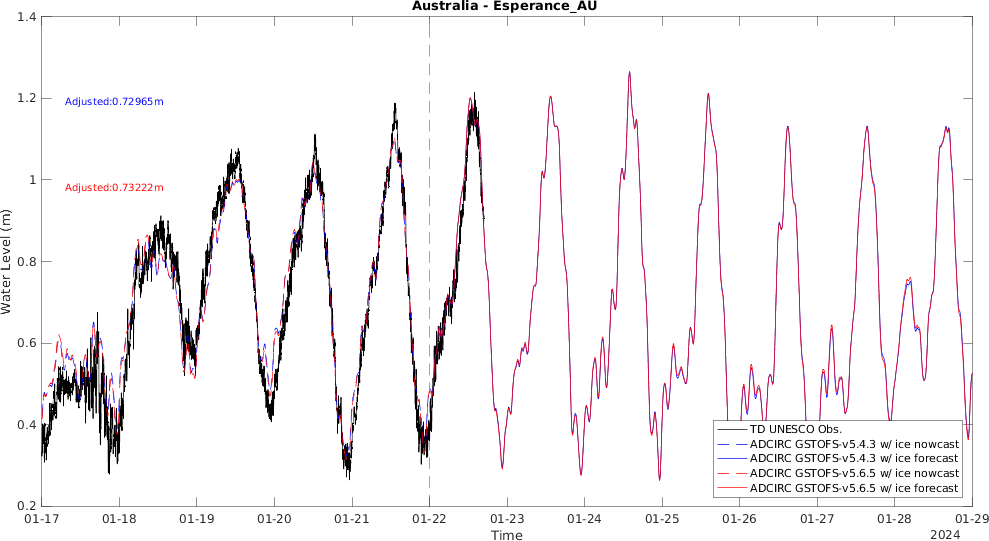 Australia - Esperance_AU
1.4
1.2
1
0.8
0.6
0.4
0.2
Water Level (m)
Adjusted:0.72965m
Adjusted:0.73222m
TD UNESCO Obs.
ADCIRC GSTOFS-v5.4.3 w/ ice nowcast
ADCIRC GSTOFS-v5.4.3 w/ ice forecast
ADCIRC GSTOFS-v5.6.5 w/ ice nowcast
ADCIRC GSTOFS-v5.6.5 w/ ice forecast
01-17 01-18 01-19 01-20 01-21 01-22 01-23 01-24 01-25 01-26 01-27 01-28 01-29
Time
2024